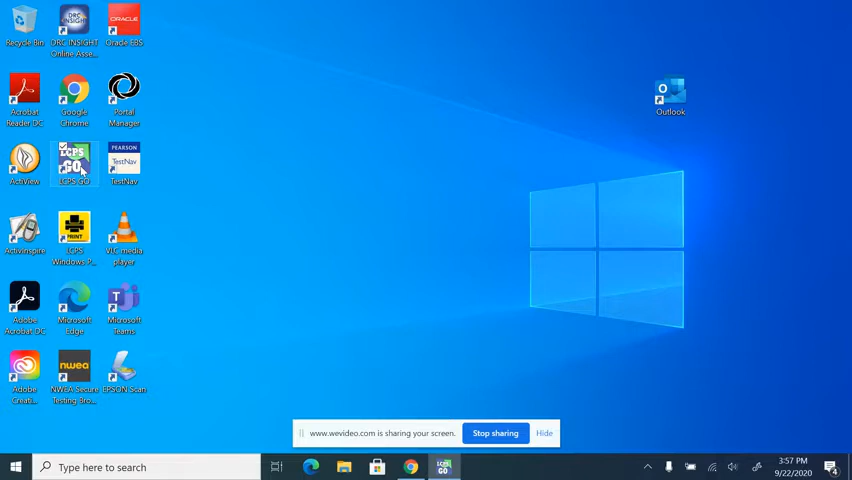 Recycle Bin
DRC INSIGHT
Online Asse...
ORACLE
Oracle EBS
Acrobat
Reader DC
Google
Chrome
Portal
Manager
Outlook
ActiView
LCPS
GO
LCPS GO
PEARSON
TestNav
TestNav
ActivInspire
PRINT
LCPS
Windows P...
VLC media
player
Adobe
Acrobat DC
Microsoft
Edge
Microsoft
Teams
Adobe
Creati...
nwea
NWEA Secure
Testing Bro...
EPSON Scan
www.wevideo.com is sharing your screen.
Stop sharing
Hide
Type here to search
3:57 PM
9/22/2020
4